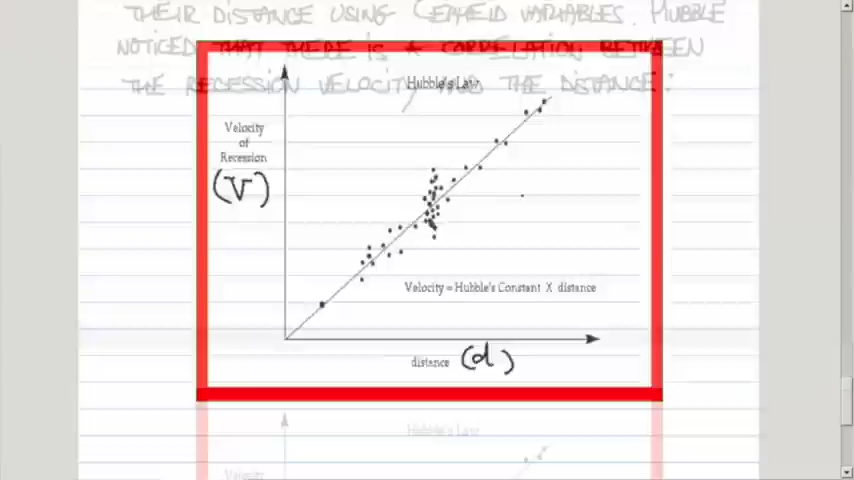 THEIR DISTANCE USING CEPHEID VARIABLES. HUBBLE
NOTICED THAT THERE IS A CORRELATION BETWEEN
THE RECESSION VELOCITY AND THE DISTANCE:
Hubble's Law
Velocity
of
Recession
(V)
Velocity = Hubble's Constant X distance
distance (d)
Hubble's Law
Velocity